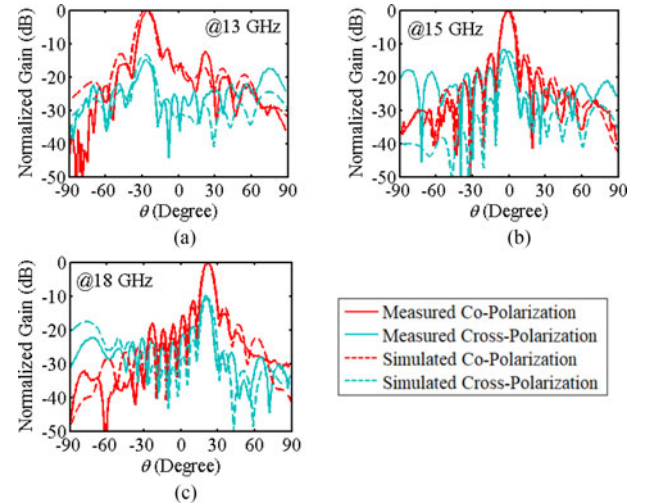 @13 GHz
0
-10
-20
-30
-40
-50
Normalized Gain (dB)
-90 -60 -30 0 30 60 90
θ (Degree)
(a)
@15 GHz
0
-10
-20
-30
-40
-50
Normalized Gain (dB)
-90 -60 -30 0 30 60 90
θ (Degree)
(b)
@18 GHz
0
-10
-20
-30
-40
-50
Normalized Gain (dB)
-90 -60 -30 0 30 60 90
θ (Degree)
(c)
Measured Co-Polarization
Measured Cross-Polarization
Simulated Co-Polarization
Simulated Cross-Polarization